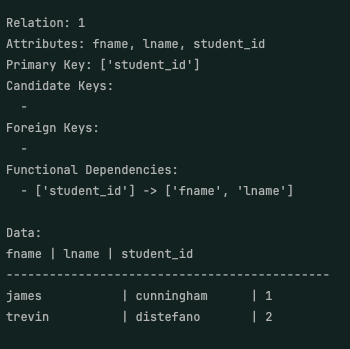 Relation: 1
Attributes: fname, lname, student_id
Primary Key: ['student_id']
Candidate Keys:
  -
Foreign Keys:
  -
Functional Dependencies:
  - ['student_id'] -> ['fname', 'lname']

Data:
fname | lname | student_id
---------------------------------------------
james           | cunningham      | 1
trevin          | distefano       | 2